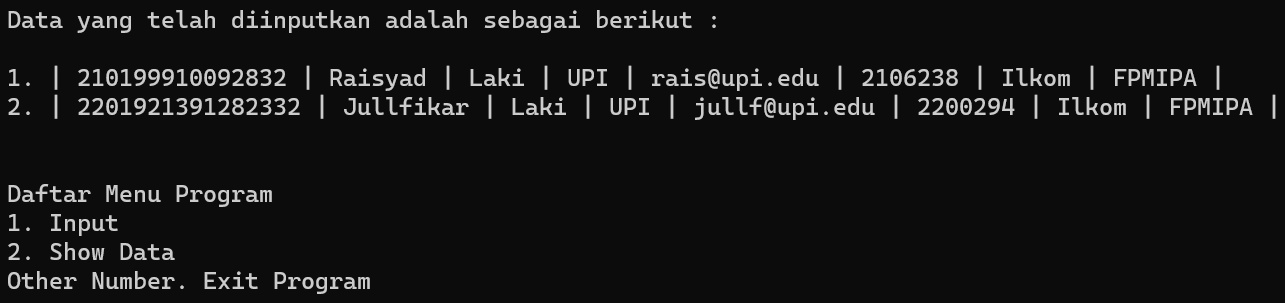 Data yang telah diinputkan adalah sebagai berikut :
1. | 210199910092832 | Raisyad | Laki | UPI | rais@upi.edu | 2106238 | Ilkom | FPMIPA |
2. | 2201921391282332 | Jullfikar | Laki | UPI | jullf@upi.edu | 2200294 | Ilkom | FPMIPA |
Daftar Menu Program
1. Input
2. Show Data
Other Number. Exit Program